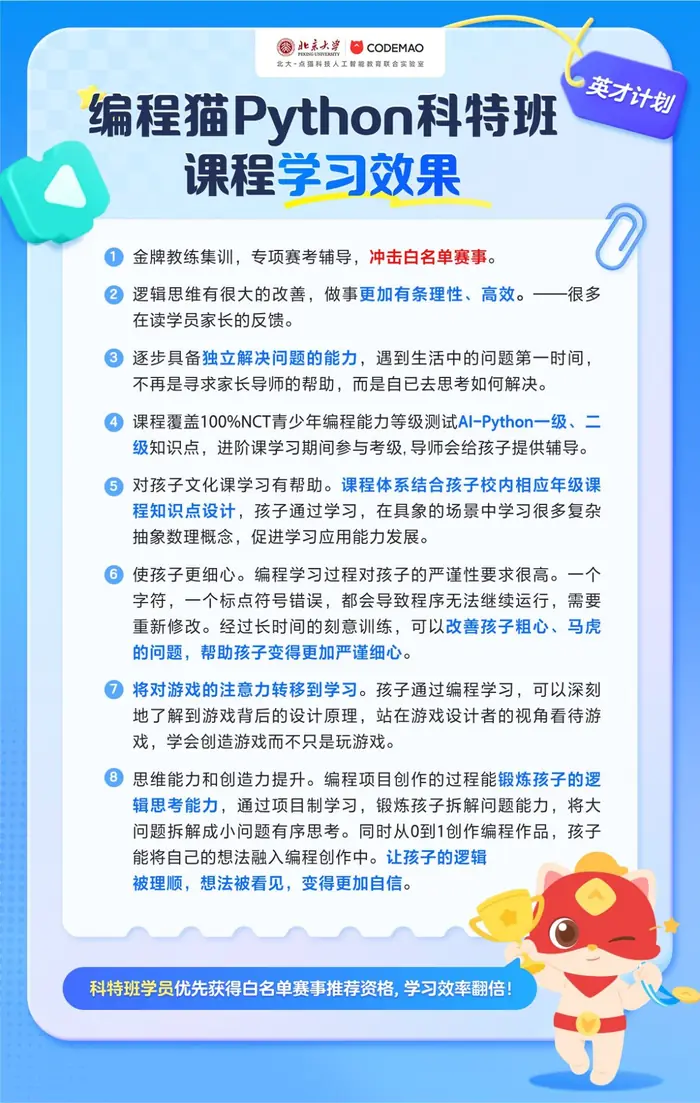 北京大学
PEKING UNIVERSITY
CODEMAO
北大-点猫科技人工智能教育联合实验室
英才计划
编程猫Python科特班
课程学习效果
1 金牌教练集训，专项赛考辅导，冲击白名单赛事。
2 逻辑思维有很大的改善，做事更加有条理性、高效。——很多
在读学员家长的反馈。
3 逐步具备独立解决问题的能力，遇到生活中的问题第一时间，
不再是寻求家长导师的帮助，而是自已去思考如何解决。
4 课程覆盖100%NCT青少年编程能力等级测试AI-Python一级、二
级知识点，进阶课学习期间参与考级,导师会给孩子提供辅导。
5 对孩子文化课学习有帮助。课程体系结合孩子校内相应年级课
程知识点设计，孩子通过学习，在具象的场景中学习很多复杂
抽象数理概念，促进学习应用能力发展。
6 使孩子更细心。编程学习过程对孩子的严谨性要求很高。一个
字符，一个标点符号错误，都会导致程序无法继续运行，需要
重新修改。经过长时间的刻意训练，可以改善孩子粗心、马虎
的问题，帮助孩子变得更加严谨细心。
7 将对游戏的注意力转移到学习。孩子通过编程学习，可以深刻
地了解到游戏背后的设计原理，站在游戏设计者的视角看待游
戏，学会创造游戏而不只是玩游戏。
8 思维能力和创造力提升。编程项目创作的过程能锻炼孩子的逻
辑思考能力，通过项目制学习，锻炼孩子拆解问题能力，将大
问题拆解成小问题有序思考。同时从0到1创作编程作品，孩子
能将自己的想法融入编程创作中。让孩子的逻辑
被理顺，想法被看见，变得更加自信。
科特班学员优先获得白名单赛事推荐资格,学习效率翻倍!